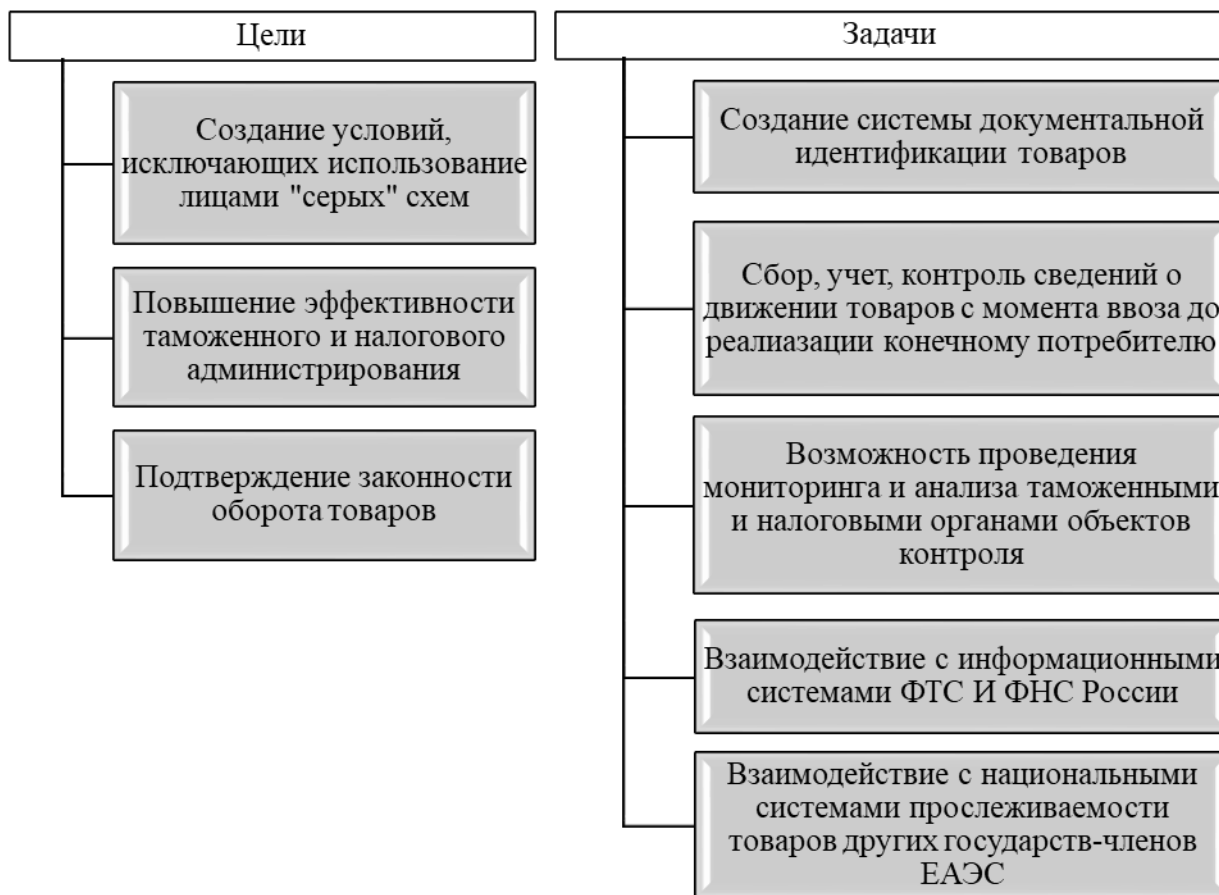 Цели
Создание условий,
исключающих использование
лицами "серых" схем
Повышение эффективности
таможенного и налогового
администрирования
Подтверждение законности
оборота товаров
Задачи
Создание системы документальной
идентификации товаров
Сбор, учет, контроль сведений о
движении товаров с момента ввоза до
реалиазации конечному потребителю
Возможность проведения
мониторинга и анализа таможенными
и налоговыми органами объектов
контроля
Взаимодействие с информационными
системами ФТС И ФНС России
Взаимодействие с национальными
системами прослеживаемости
товаров других государств-членов
ЕАЭС